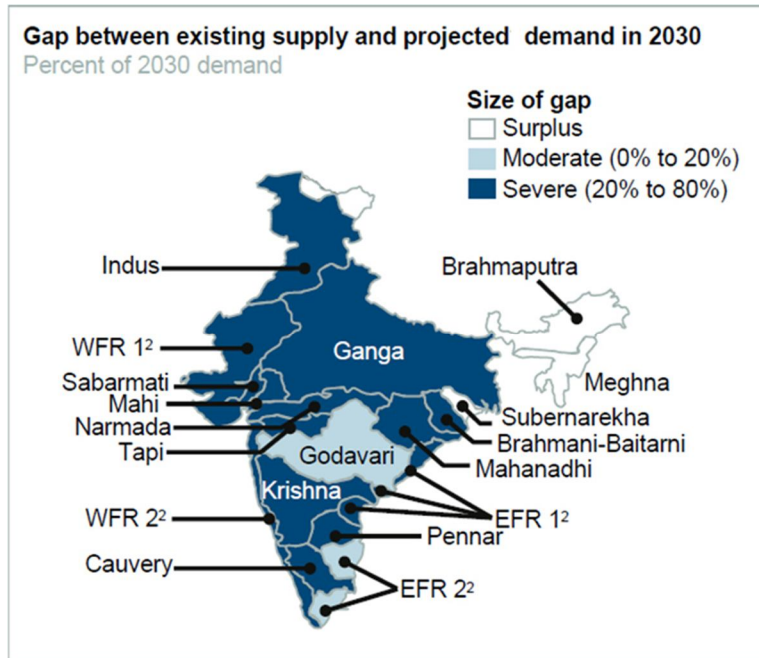 Gap between existing supply and projected demand in 2030
Percent of 2030 demand
Size of gap
Surplus
Moderate (0% to 20%)
Severe (20% to 80%)
Indus
Brahmaputra
WFR 1²
Ganga
Sabarmati
Meghna
Mahi
Subernarekha
Narmada
Brahmani-Baitarni
Tapi
Godavari
Mahanadhi
Krishna
WFR 2²
EFR 1²
Pennar
Cauvery
EFR 2²